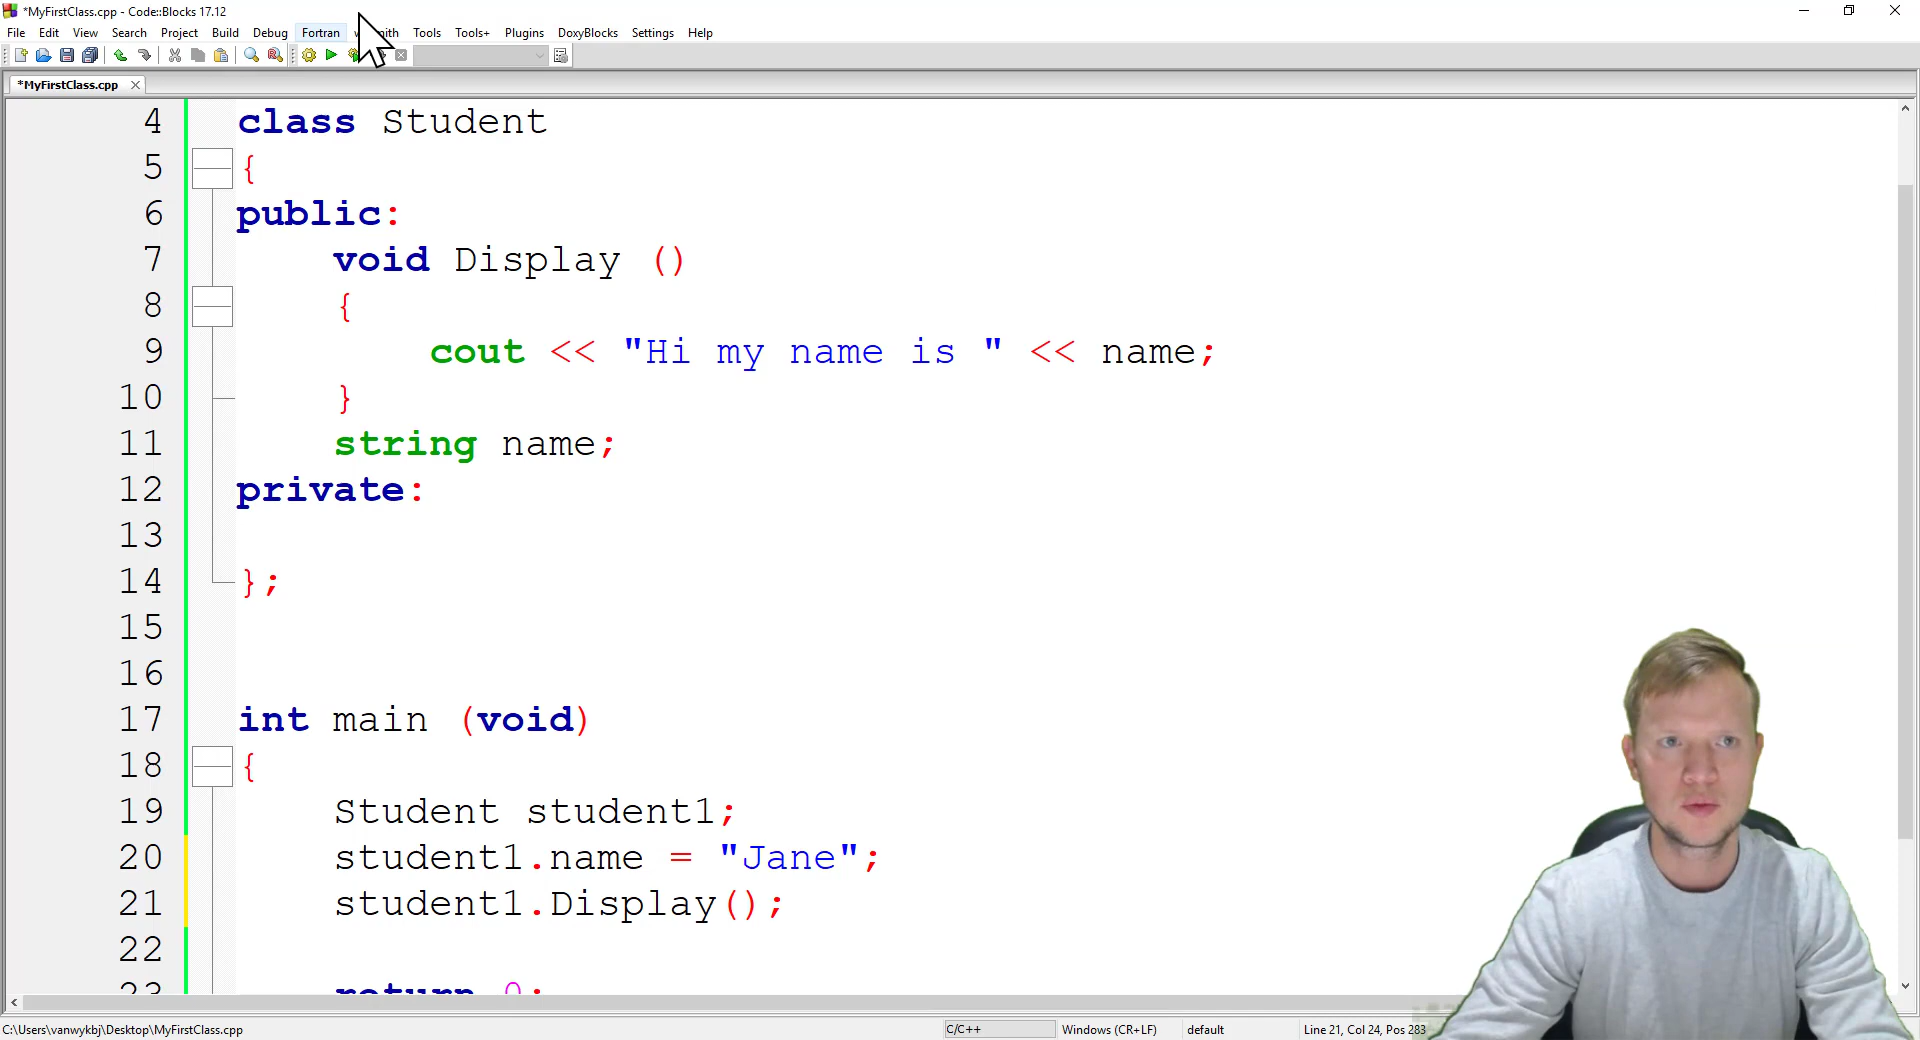 *MyFirstClass.cpp - Code::Blocks 17.12
File Edit View Search Project Build Debug Fortran Tools Tools+ Plugins DoxyBlocks Settings Help
*MyFirstClass.cpp
4 class Student
5 {
6 public:
7 void Display ()
8 {
9 cout << "Hi my name is " << name;
10 }
11 string name;
12 private:
13
14 };
15
16
17 int main (void)
18 {
19 Student student1;
20 student1.name = "Jane";
21 student1.Display();
22
23 return 0;
C:\Users\vanwykbj\Desktop\MyFirstClass.cpp C/C++ Windows (CR+LF) default Line 21, Col 24, Pos 283